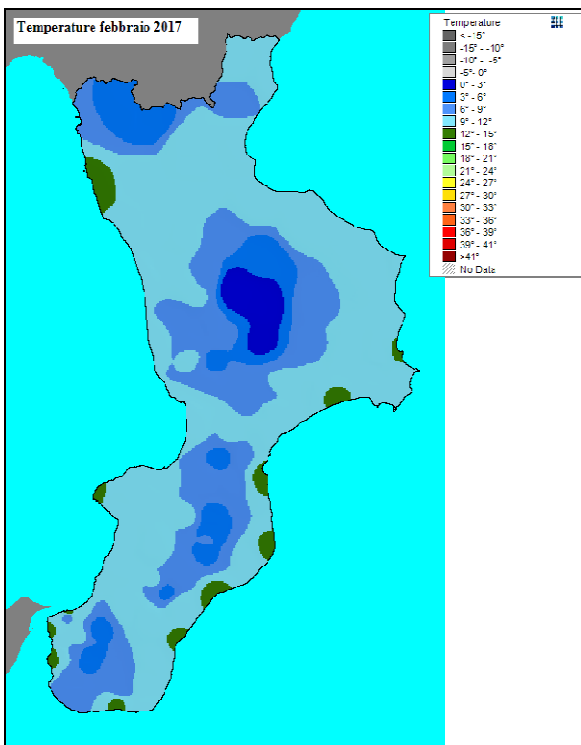 Temperature febbraio 2017
Temperature
< -15°
-15° - -10°
-10° - -5°
-5° - 0°
0° - 3°
3° - 6°
6° - 9°
9° - 12°
12° - 15°
15° - 18°
18° - 21°
21° - 24°
24° - 27°
27° - 30°
30° - 33°
33° - 36°
36° - 39°
39° - 41°
>41°
No Data